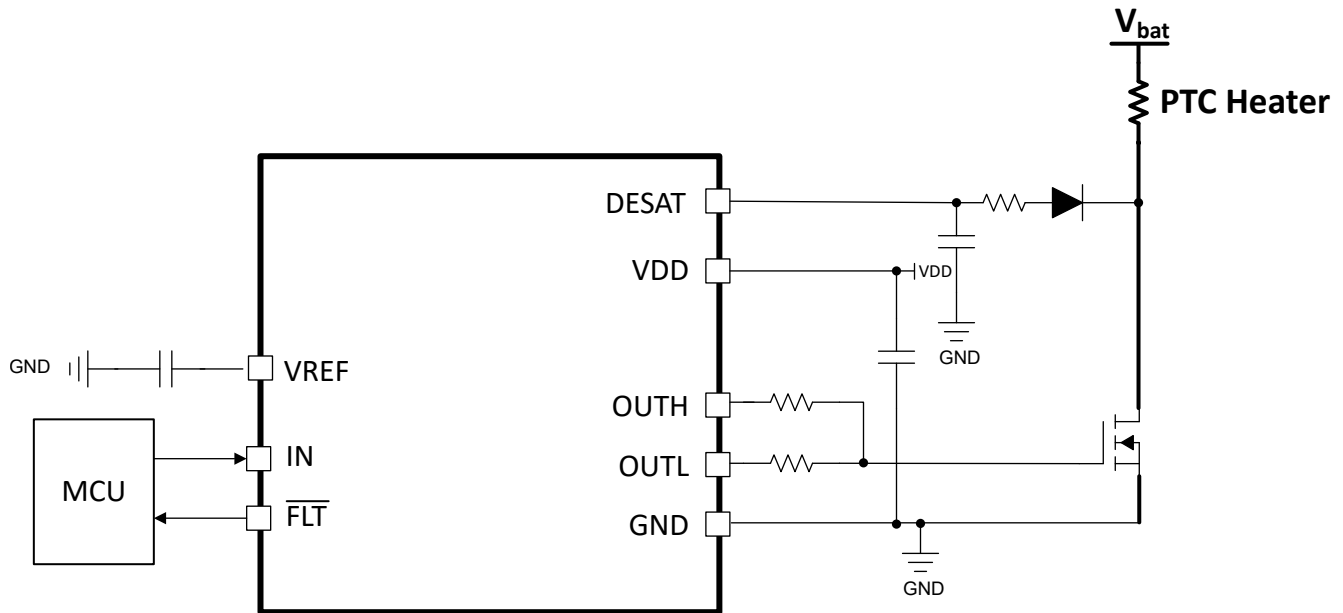 V_bat
PTC Heater
DESAT
VDD
VDD
GND
GND
VREF
OUTH
IN
OUTL
MCU
FLT
GND
GND